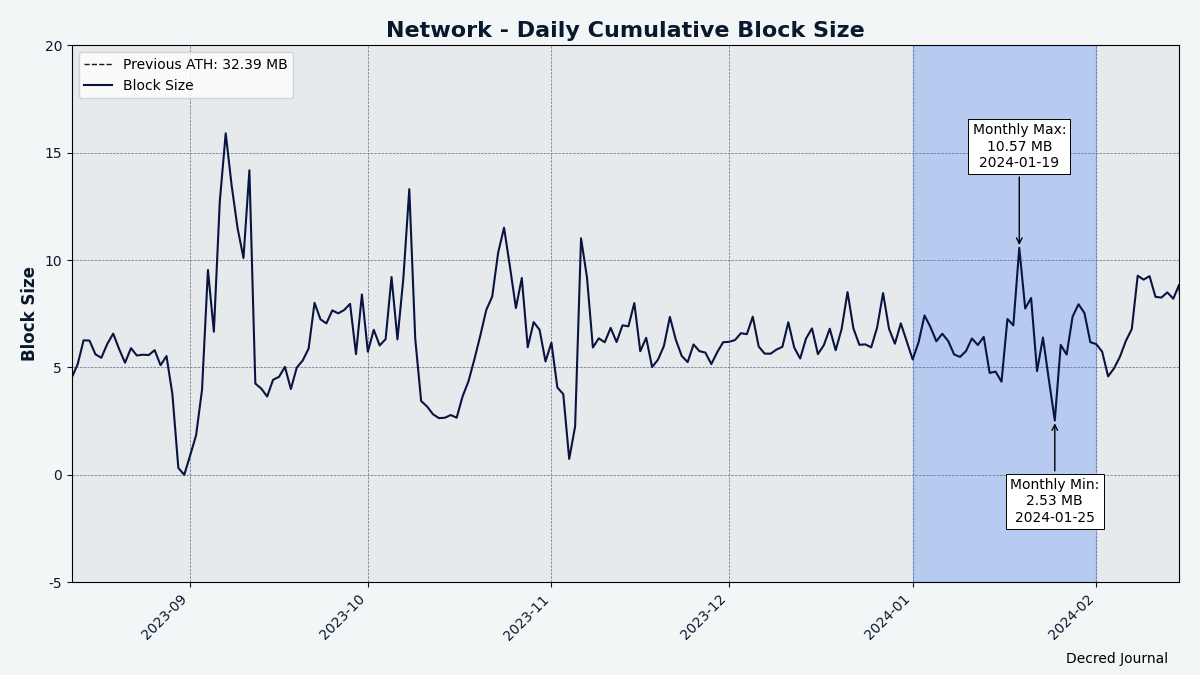 Network - Daily Cumulative Block Size
Previous ATH: 32.39 MB
Block Size
Block Size
20
15
10
5
0
-5
Monthly Max:
10.57 MB
2024-01-19
Monthly Min:
2.53 MB
2024-01-25
2023-09
2023-10
2023-11
2023-12
2024-01
2024-02
Decred Journal